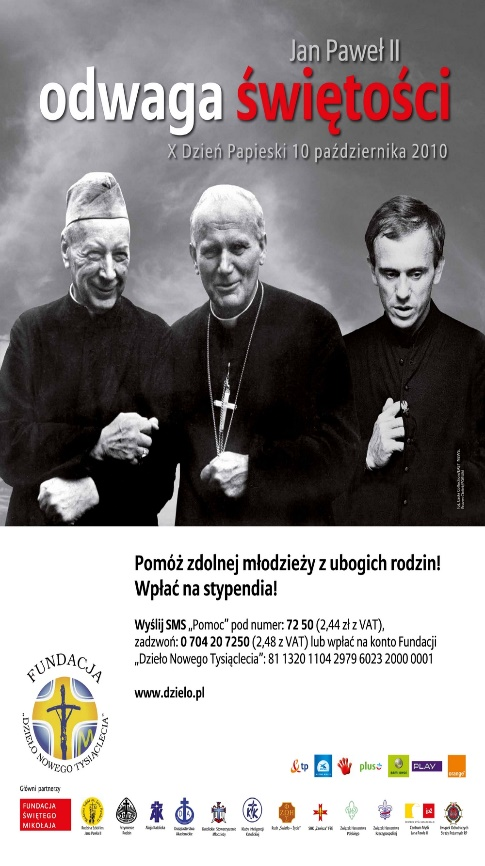 Jan Paweł II
odwaga świętości
X Dzień Papieski 10 października 2010
Pomóż zdolnej młodzieży z ubogich rodzin!
Wpłać na stypendia!
Wyślij SMS „Pomoc” pod numer: 72 50 (2,44 zł z VAT),
zadzwoń: 0 704 20 7250 (2,48 z VAT) lub wpłać na konto Fundacji
„Dzieło Nowego Tysiąclecia”: 81 1320 1104 2979 6023 2000 0001
www.dzielo.pl
FUNDACJA
„DZIEŁO NOWEGO TYSIĄCLECIA”
&tp
plus
PLAY
orange
Główni partnerzy
FUNDACJA
ŚWIĘTEGO
MIKOŁAJA